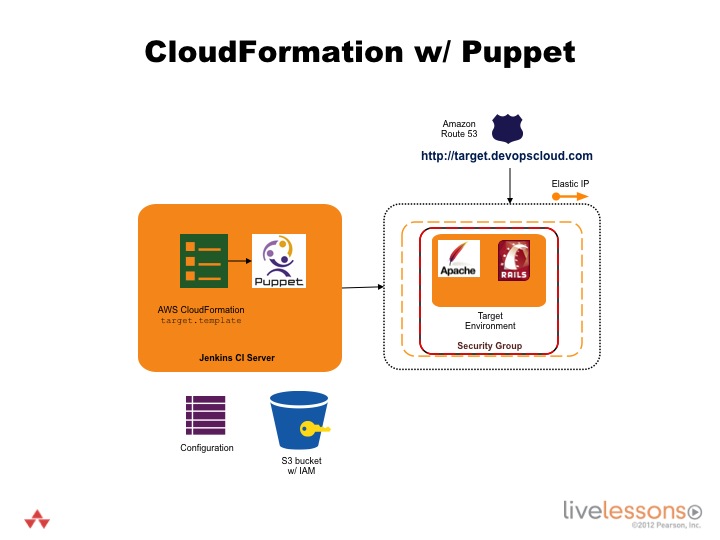 CloudFormation w/ Puppet
Amazon
Route 53
http://target.devopscloud.com
Elastic IP
Puppet
Apache
RAILS
AWS CloudFormation
target.template
Target
Environment
Security Group
Jenkins CI Server
Configuration
S3 bucket
w/ IAM
livelessons
©2012 Pearson, Inc.